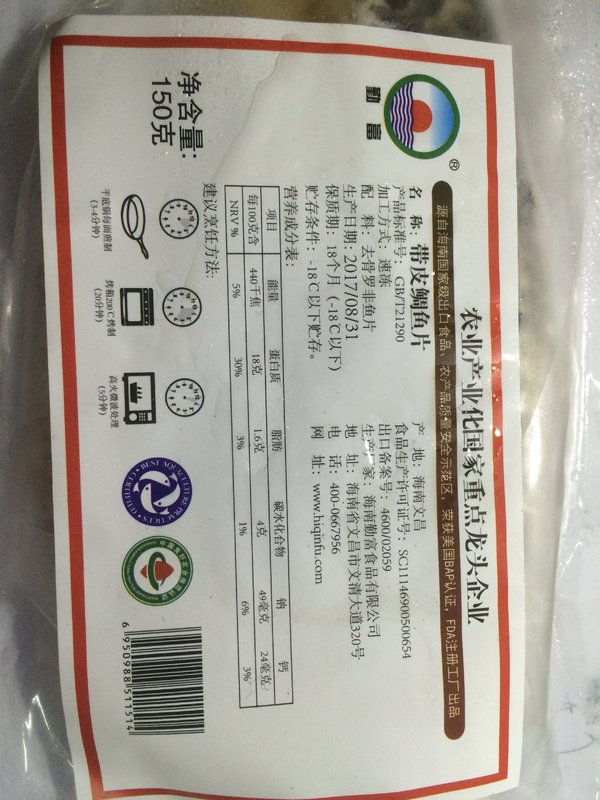 农业产业化国家重点龙头企业
源自海南国家级出口食品、农产品质量安全示范区，荣获美国BAP认证，FDA注册工厂出品
勤富
®
名 称：带皮鲷鱼片
产品标准号：GB/T21290
加工方式：速冻
配 料：去骨罗非鱼片
生产日期：2017/08/31
保质期：18个月（-18℃以下）
贮存条件：-18℃以下贮存。
产 地：海南文昌
食品生产许可证号：SC11146900500654
出口备案号：4600/02059
生产厂家：海南勤富食品有限公司
地 址：海南省文昌市文清大道320号
电 话：400-0667956
网 址：www.hiqinfu.com
营养成分表：
项目 能量 蛋白质 脂肪 碳水化合物 钠 钙
每100克含 440千焦 18克 1.6克 4克 49毫克 24毫克
NRV% 5% 30% 3% 1% 6% 3%
建议烹饪方法：
平底锅每面煎制
(3-4分钟)
烤箱200℃烤制
(20分钟)
高火微波处理
(5分钟)
净含量：
150克
BEST AQUACULTURE PRACTICES
CERTIFIED
6950988511514